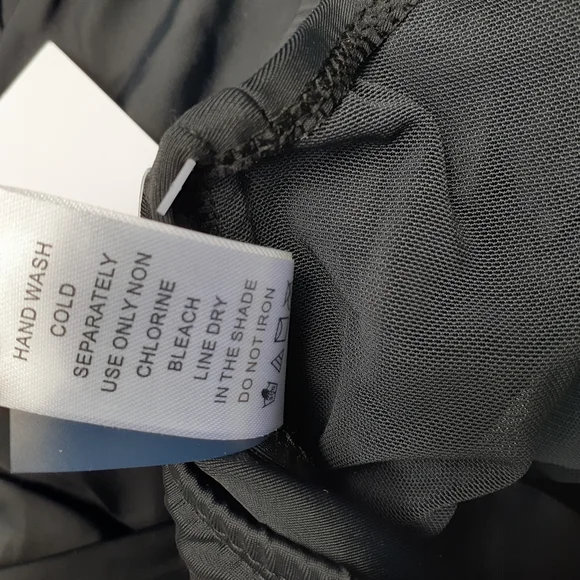 HAND WASH
COLD
SEPARATELY
USE ONLY NON
CHLORINE
BLEACH
LINE DRY
IN THE SHADE
DO NOT IRON